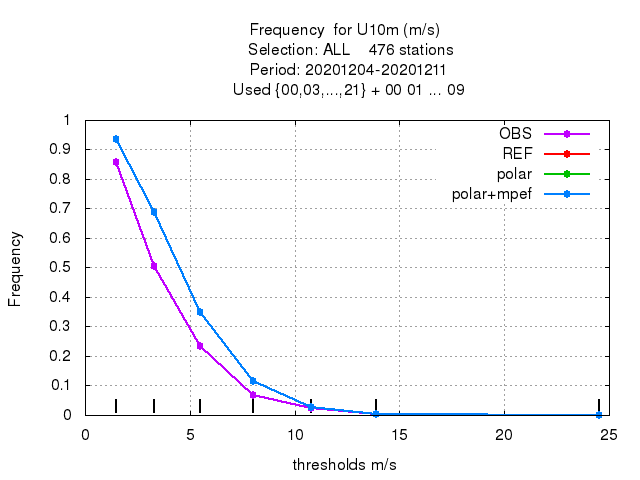 Frequency  for U10m (m/s)
Selection: ALL    476 stations
Period: 20201204-20201211
Used {00,03,...,21} + 00 01 ... 09
OBS
REF
polar
polar+mpef
1
0.9
0.8
0.7
0.6
0.5
0.4
0.3
0.2
0.1
0
Frequency
0 5 10 15 20 25
thresholds m/s